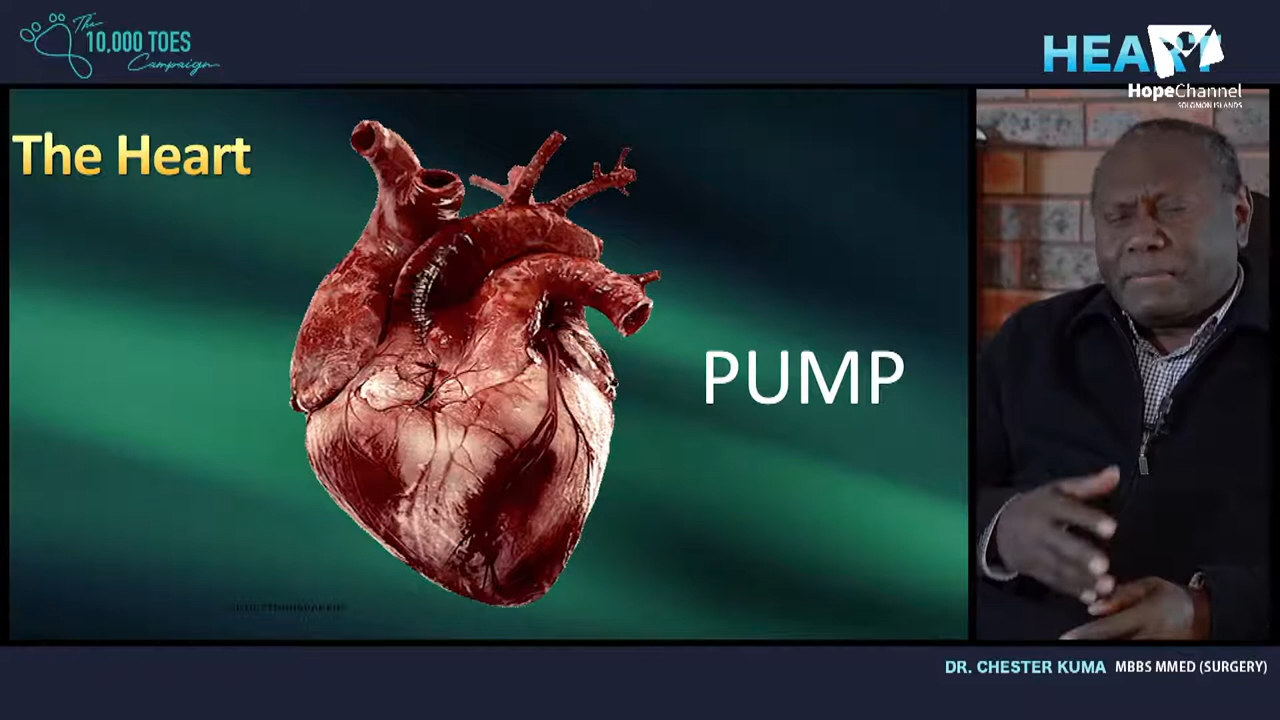 The
10,000 TOES
Campaign
HEART
HopeChannel
SOLOMON ISLANDS
The Heart
PUMP
DR. CHESTER KUMA MBBS MMED (SURGERY)